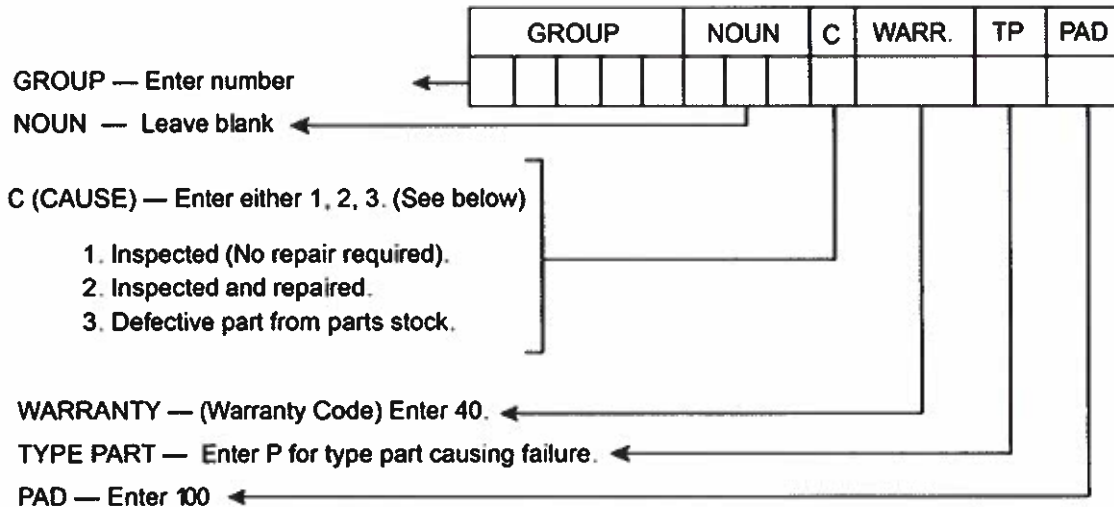 GROUP NOUN C WARR. TP PAD
GROUP — Enter number
NOUN — Leave blank
C (CAUSE) — Enter either 1, 2, 3. (See below)
1. Inspected (No repair required).
2. Inspected and repaired.
3. Defective part from parts stock.
WARRANTY — (Warranty Code) Enter 40.
TYPE PART — Enter P for type part causing failure.
PAD — Enter 100